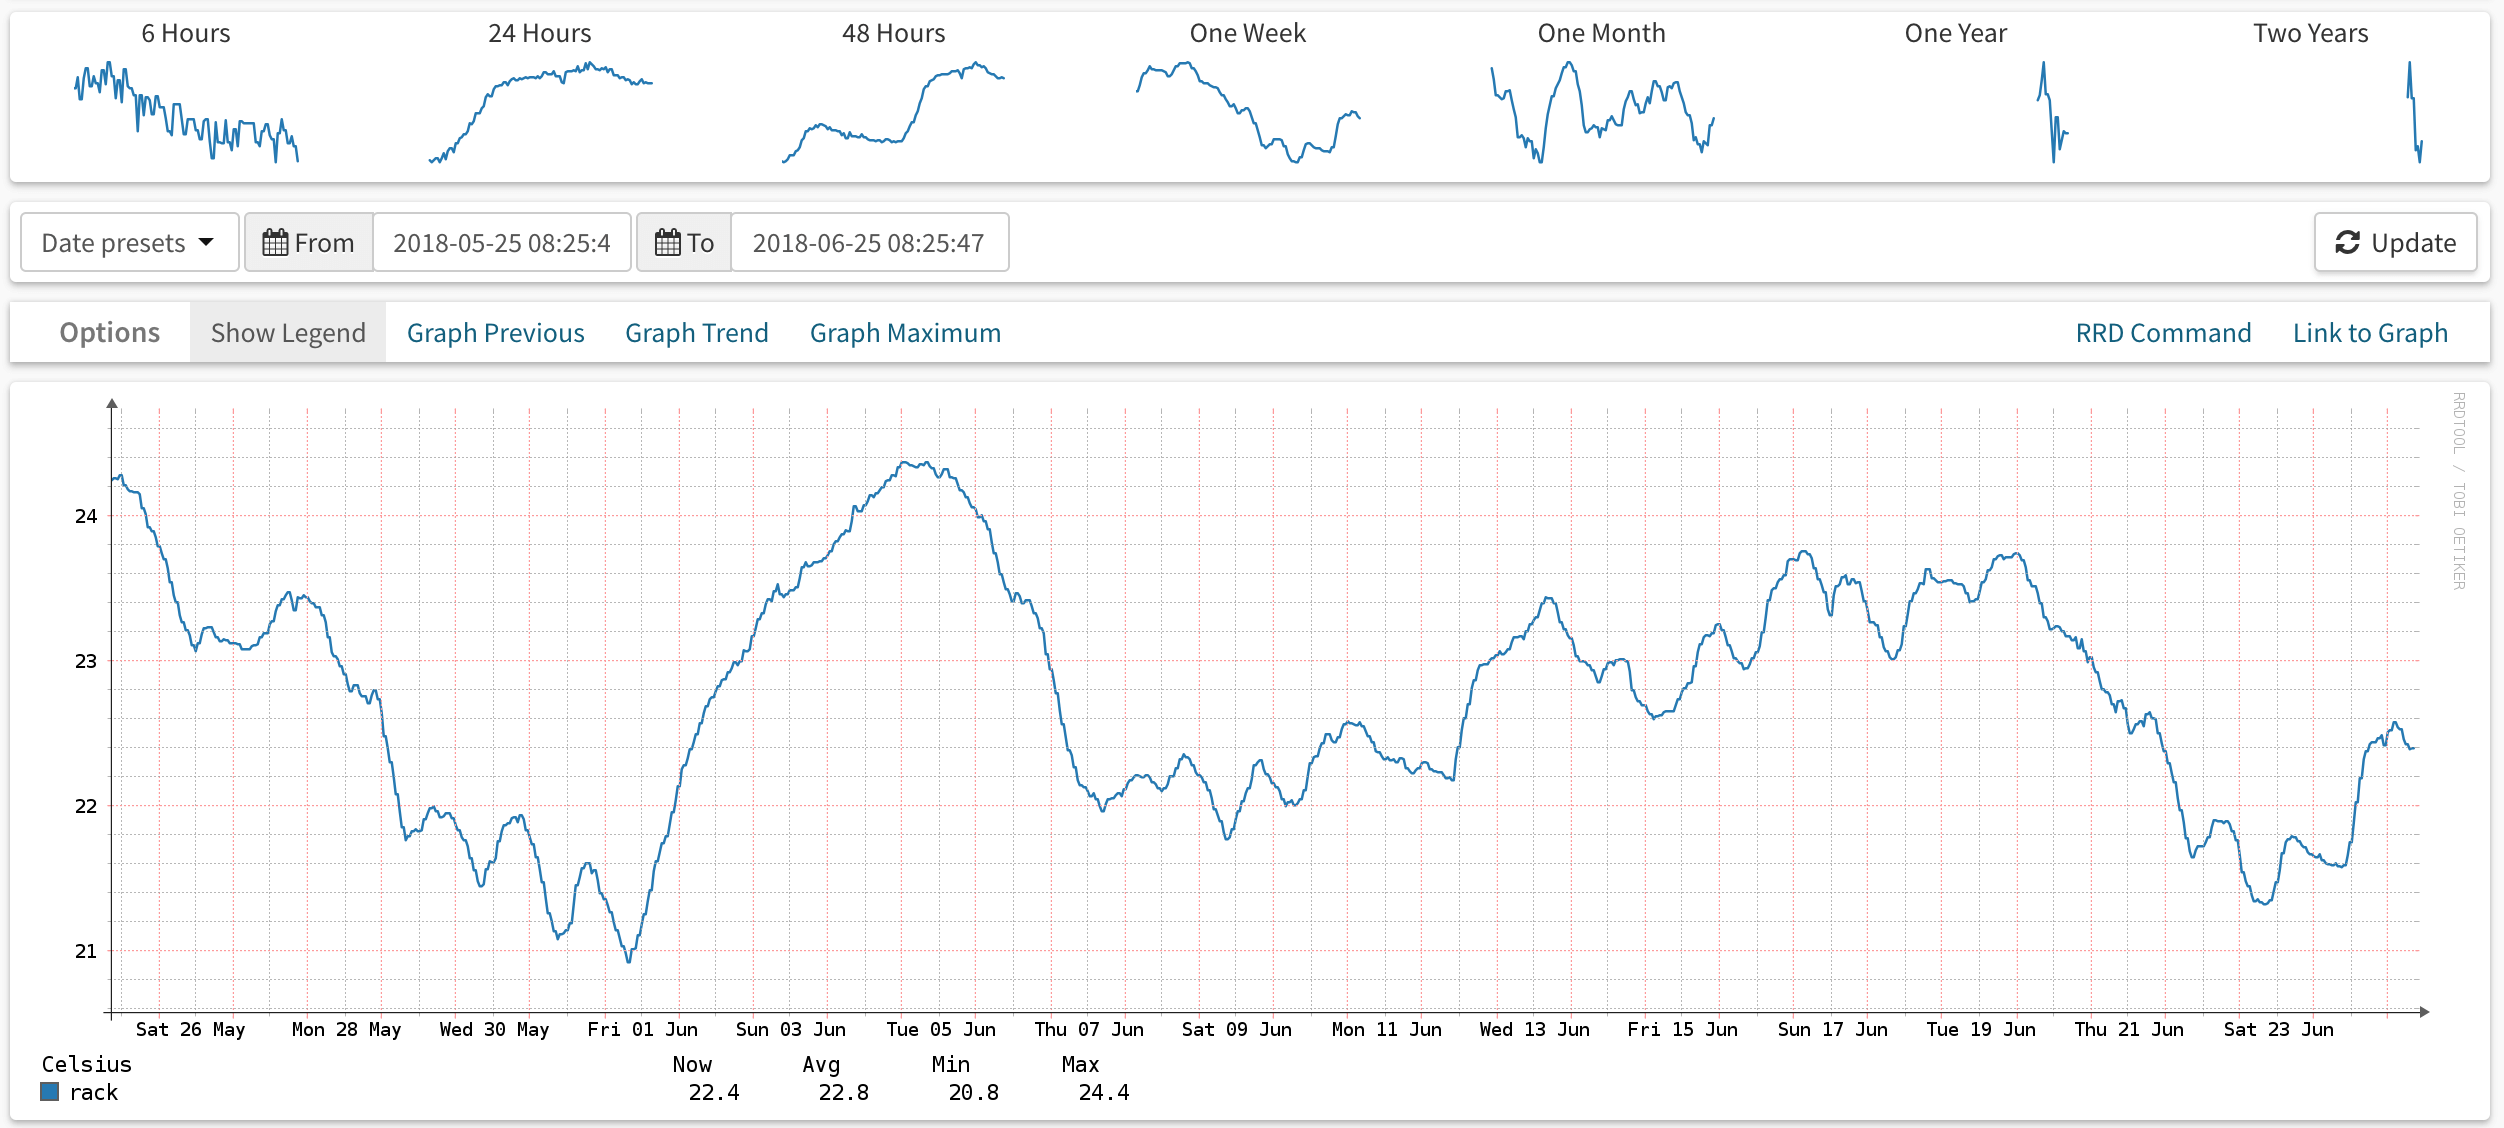 6 Hours 24 Hours 48 Hours One Week One Month One Year Two Years
Date presets From 2018-05-25 08:25:4 To 2018-06-25 08:25:47 Update
Options Show Legend Graph Previous Graph Trend Graph Maximum RRD Command Link to Graph
RRDTOOL / TOBI OETIKER
24
23
22
21
Sat 26 May Mon 28 May Wed 30 May Fri 01 Jun Sun 03 Jun Tue 05 Jun Thu 07 Jun Sat 09 Jun Mon 11 Jun Wed 13 Jun Fri 15 Jun Sun 17 Jun Tue 19 Jun Thu 21 Jun Sat 23 Jun
Celsius Now Avg Min Max
rack 22.4 22.8 20.8 24.4